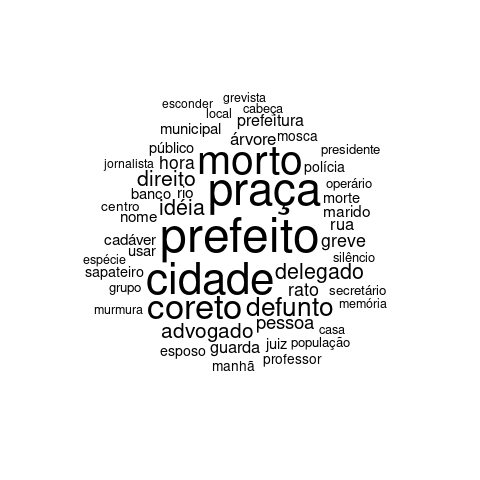 grevista
esconder
cabeça
local
prefeitura
municipal
árvore mosca
público
morto
presidente
jornalista
hora
polícia
direito
praça
operário
banco rio
morte
centro
idéia
marido
nome
rua
prefeito
cadáver
greve
usar
silêncio
espécie
cidade
delegado
sapateiro
grupo
rato
secretário
murmura
coreto
defunto
memória
advogado
pessoa
casa
esposo
guarda
juiz
população
manhã
professor